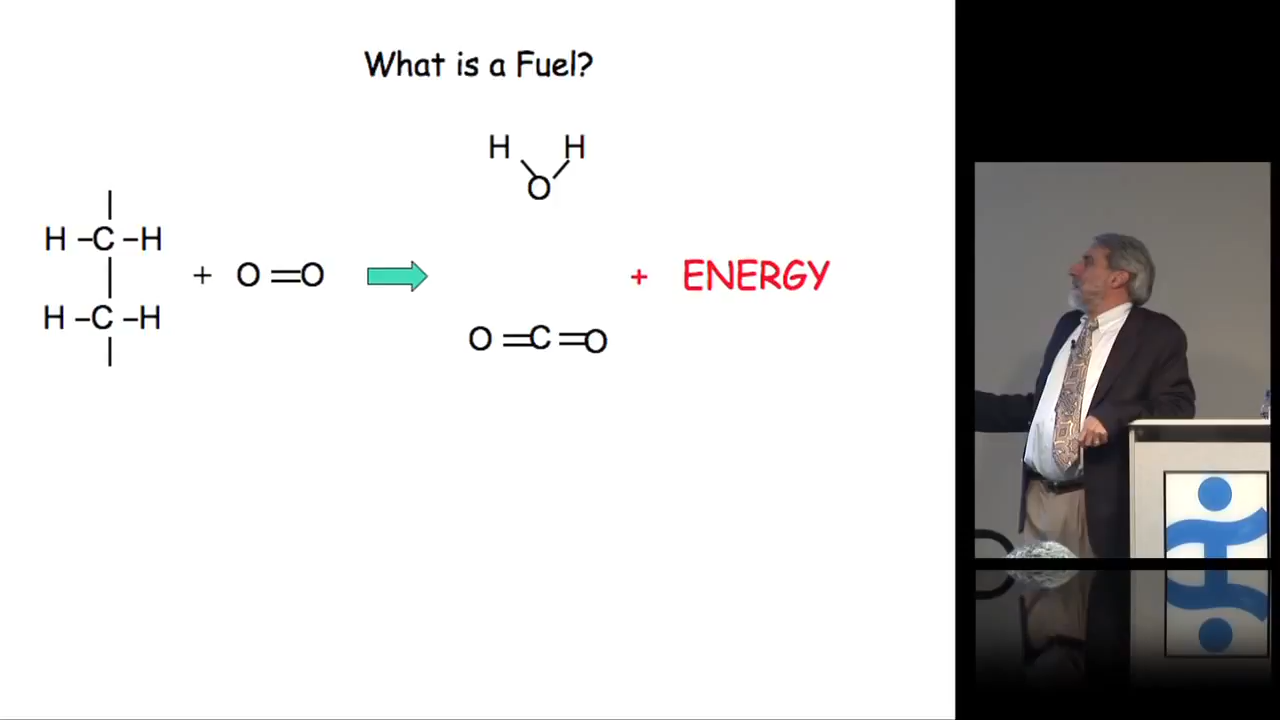 What is a Fuel?
H H
O
H –C –H
+ O =O + ENERGY
H –C –H
O =C =O